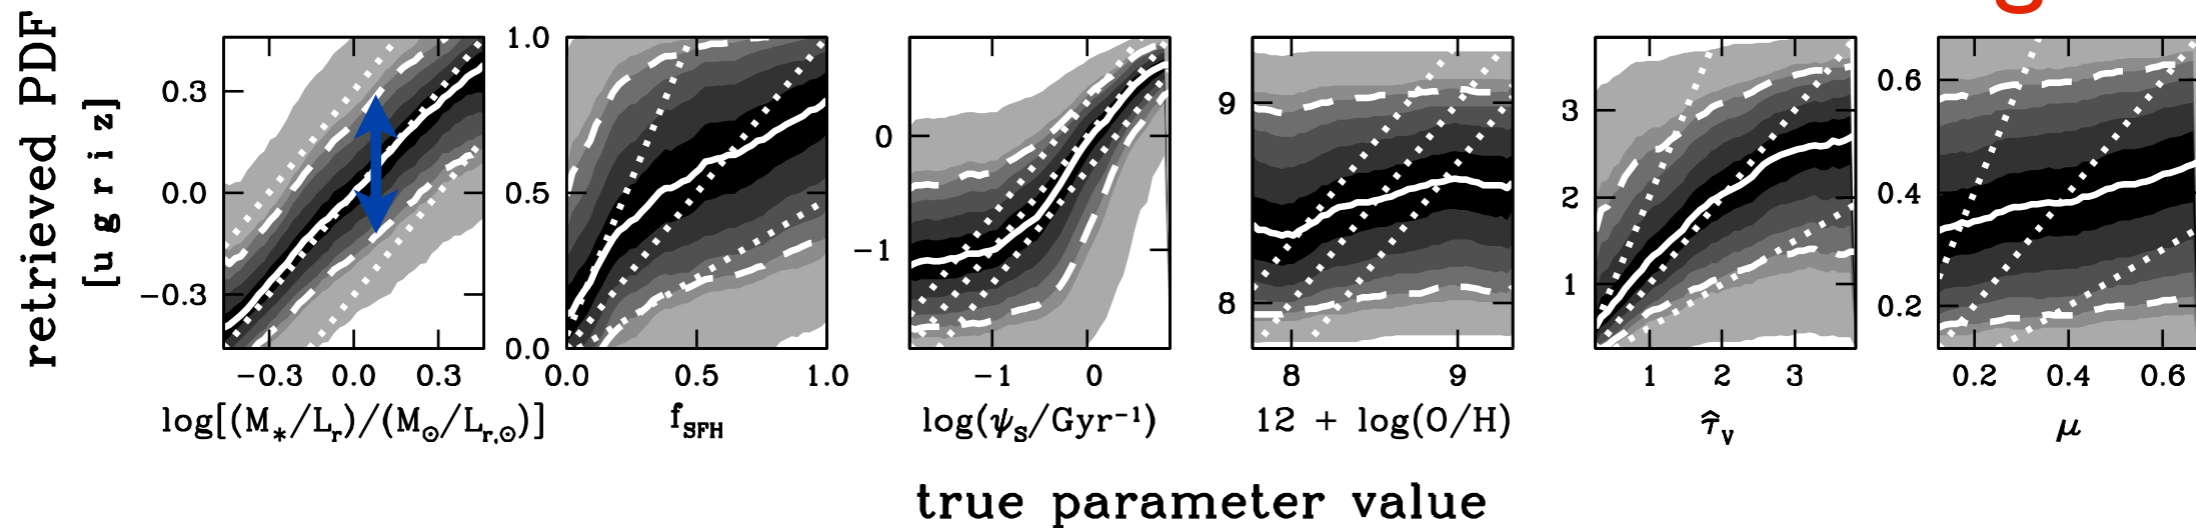 g
retrieved PDF
[u g r i z]
0.3
0.0
−0.3
−0.3 0.0 0.3
log[(M*/Lr)/(M⊙/Lr,⊙)]
1.0
0.5
0.0
0.0 0.5 1.0
fSFH
0
−1
−1 0
log(ψS/Gyr⁻¹)
9
8
8 9
12 + log(O/H)
3
2
1
1 2 3
τ̂V
0.6
0.4
0.2
0.2 0.4 0.6
μ
true parameter value